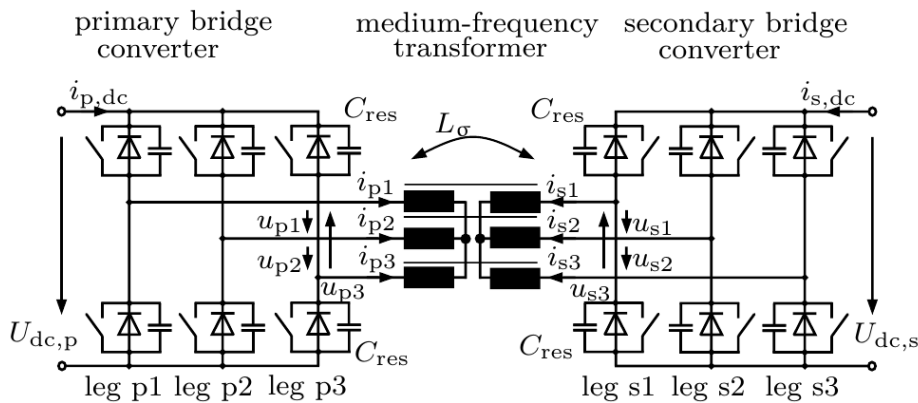 primary bridge
converter
medium-frequency
transformer
secondary bridge
converter
i_p,dc
C_res
L_σ
C_res
i_s,dc
i_p1
i_s1
u_p1
i_p2
i_s2
u_s1
u_p2
i_p3
i_s3
u_s2
u_p3
u_s3
U_dc,p
C_res
C_res
U_dc,s
leg p1
leg p2
leg p3
leg s1
leg s2
leg s3